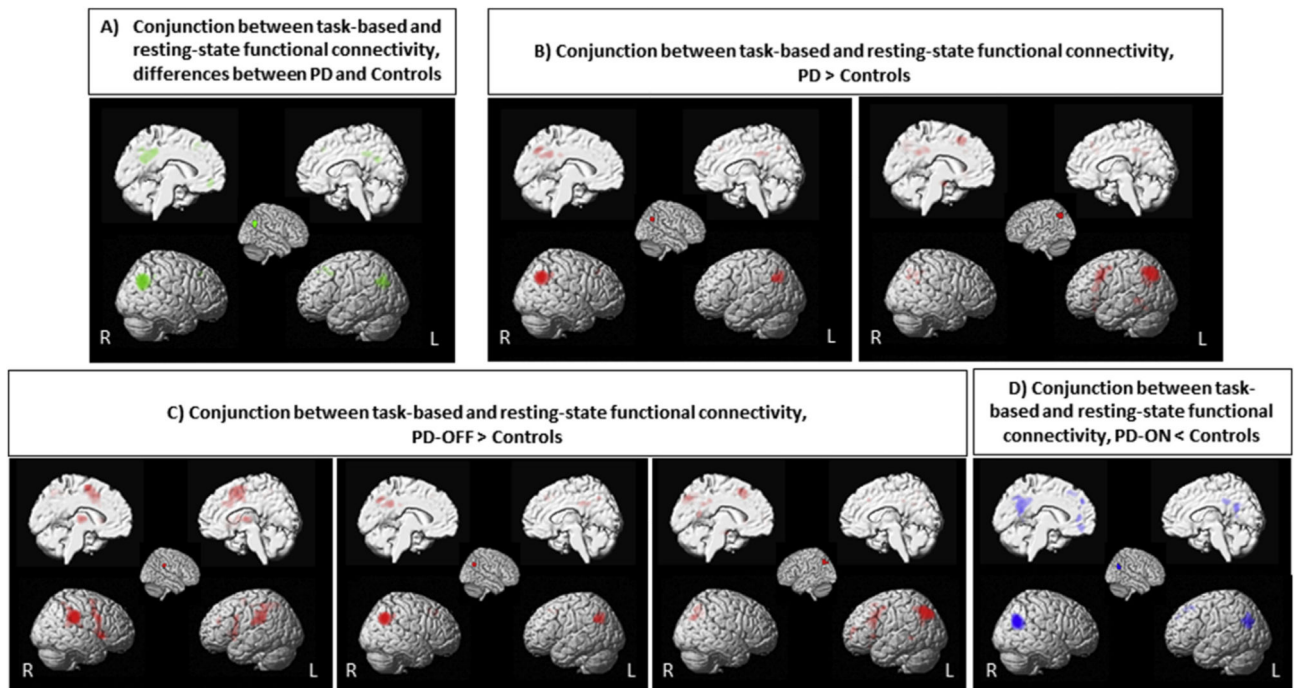 A) Conjunction between task-based and
resting-state functional connectivity,
differences between PD and Controls
B) Conjunction between task-based and resting-state functional connectivity,
PD > Controls
R
L
R
L
R
L
C) Conjunction between task-based and resting-state functional connectivity,
PD-OFF > Controls
D) Conjunction between task-
based and resting-state functional
connectivity, PD-ON < Controls
R
L
R
L
R
L
R
L